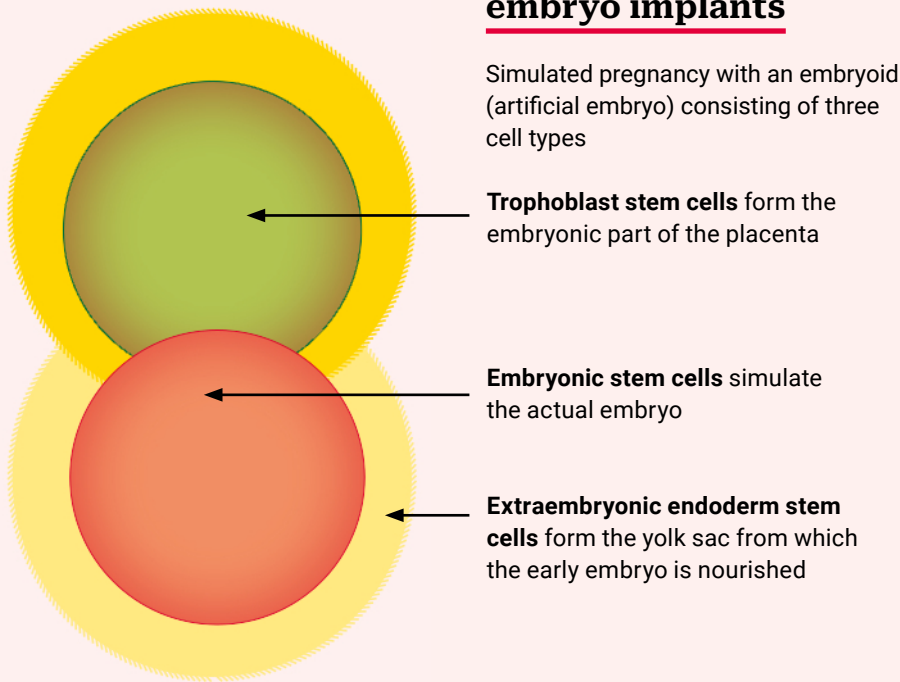 embryo implants
Simulated pregnancy with an embryoid
(artificial embryo) consisting of three
cell types
Trophoblast stem cells form the
embryonic part of the placenta
Embryonic stem cells simulate
the actual embryo
Extraembryonic endoderm stem
cells form the yolk sac from which
the early embryo is nourished